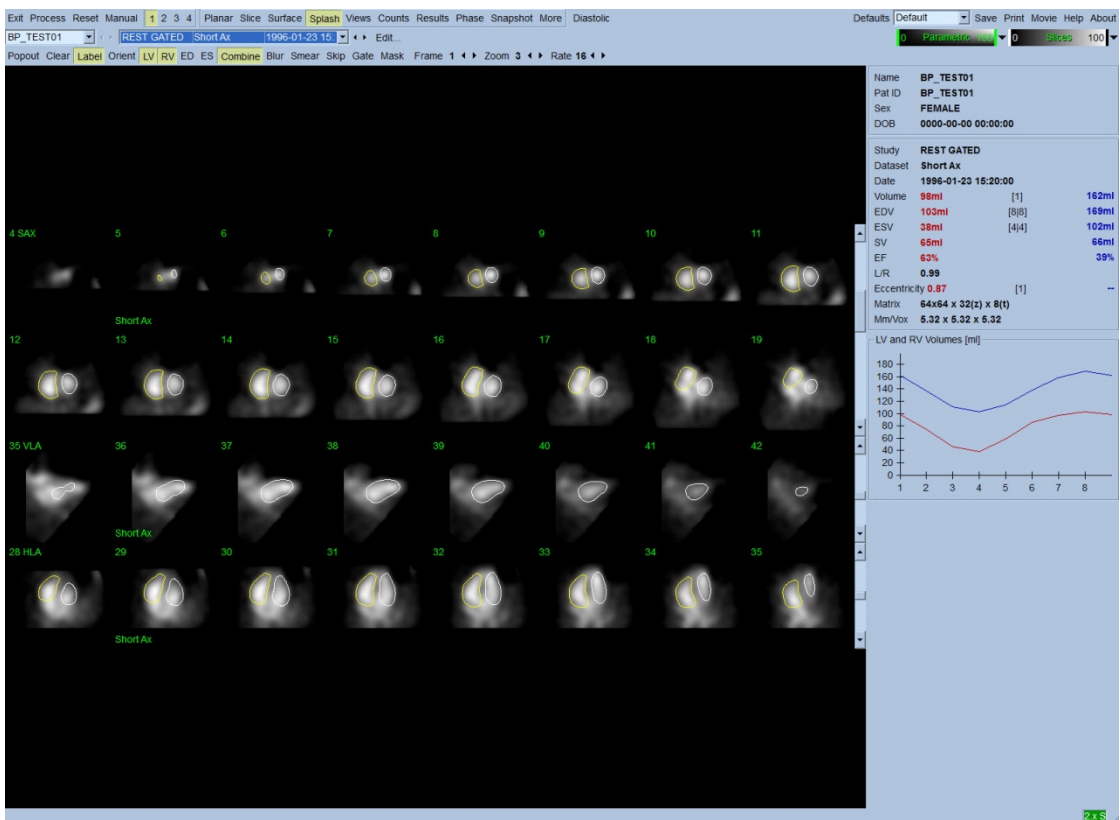 Exit Process Reset Manual 1 2 3 4 Planar Slice Surface Splash Views Counts Results Phase Snapshot More Diastolic Defaults Default Save Print Movie Help About
BP_TEST01 REST GATED Short Ax 1996-01-23 15: Edit... 0 Parametric 100 0 Slices 100
Popout Clear Label Orient LV RV ED ES Combine Blur Smear Skip Gate Mask Frame 1 Zoom 3 Rate 16
Name BP_TEST01
Pat ID BP_TEST01
Sex FEMALE
DOB 0000-00-00 00:00:00
Study REST GATED
Dataset Short Ax
Date 1996-01-23 15:20:00
Volume 98ml [1] 162ml
EDV 103ml [8|8] 169ml
ESV 38ml [4|4] 102ml
SV 65ml 66ml
EF 63% 39%
L/R 0.99
Eccentricity 0.87 [1] --
Matrix 64x64 x 32(z) x 8(t)
Mm/Vox 5.32 x 5.32 x 5.32
LV and RV Volumes [ml]
180
160
140
120
100
80
60
40
20
0
1 2 3 4 5 6 7 8
4 SAX 5 6 7 8 9 10 11
Short Ax
12 13 14 15 16 17 18 19
35 VLA 36 37 38 39 40 41 42
Short Ax
28 HLA 29 30 31 32 33 34 35
Short Ax
2 x S